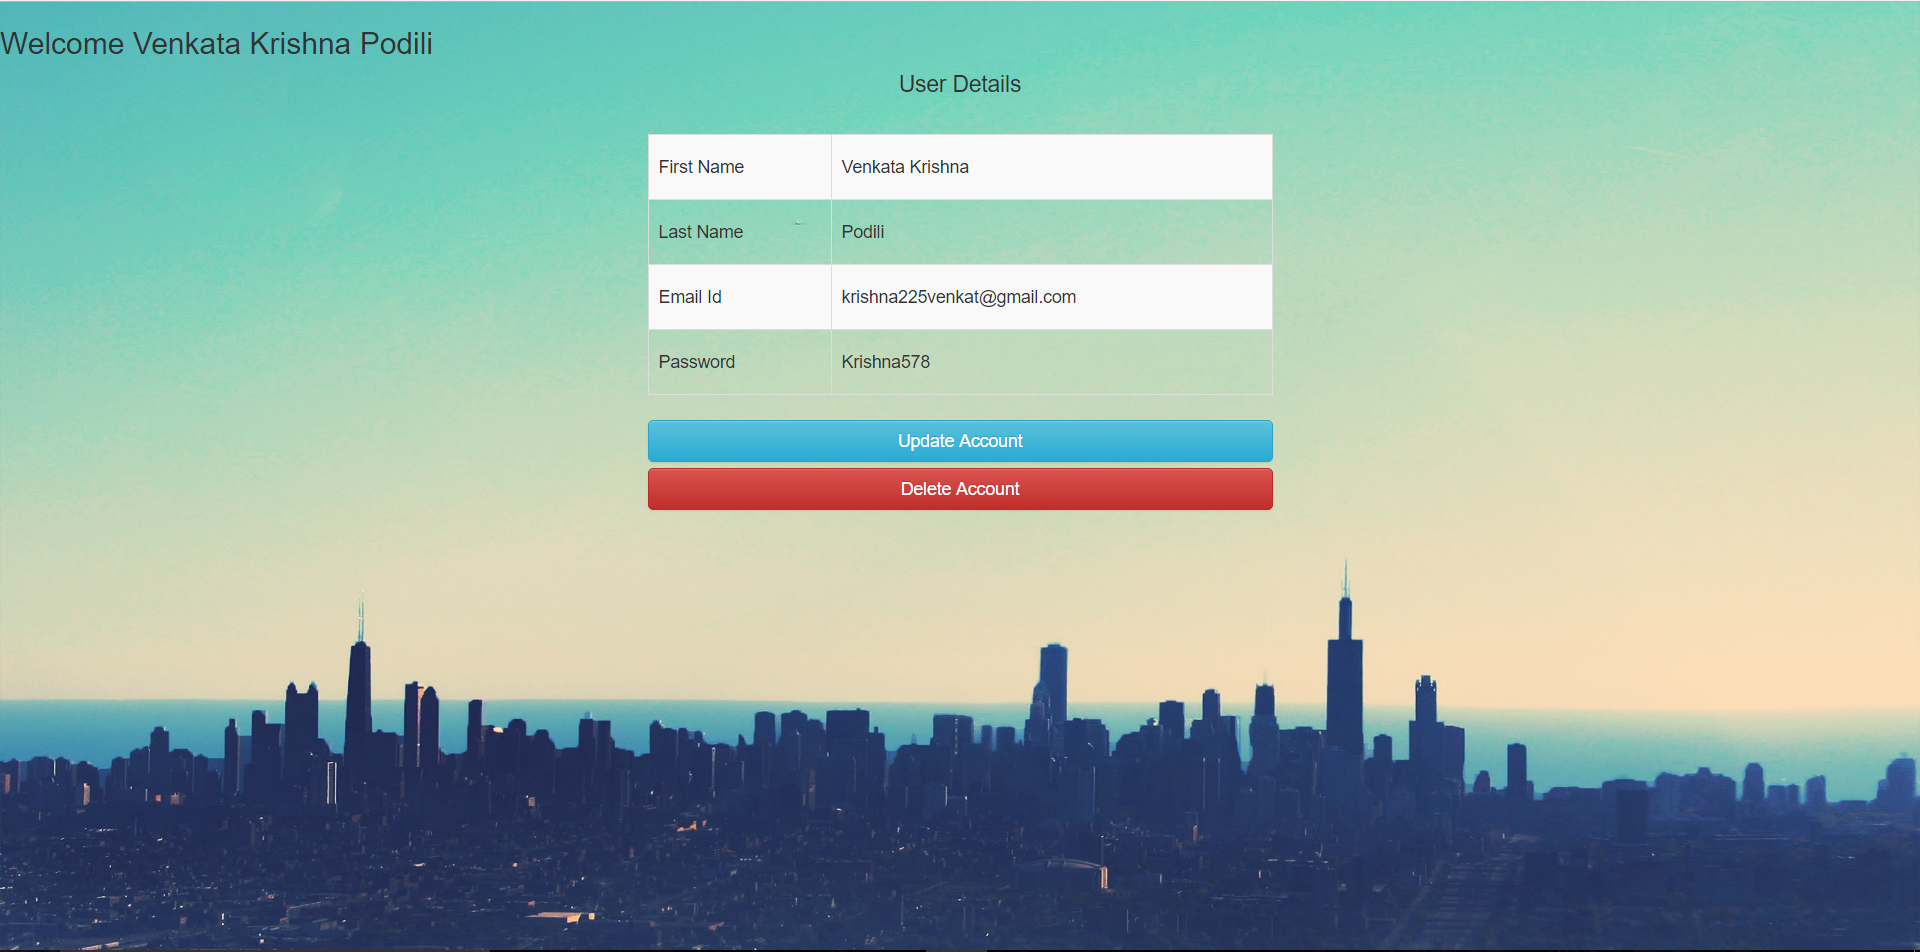 Welcome Venkata Krishna Podili
User Details
First Name Venkata Krishna
Last Name Podili
Email Id krishna225venkat@gmail.com
Password Krishna578
Update Account
Delete Account